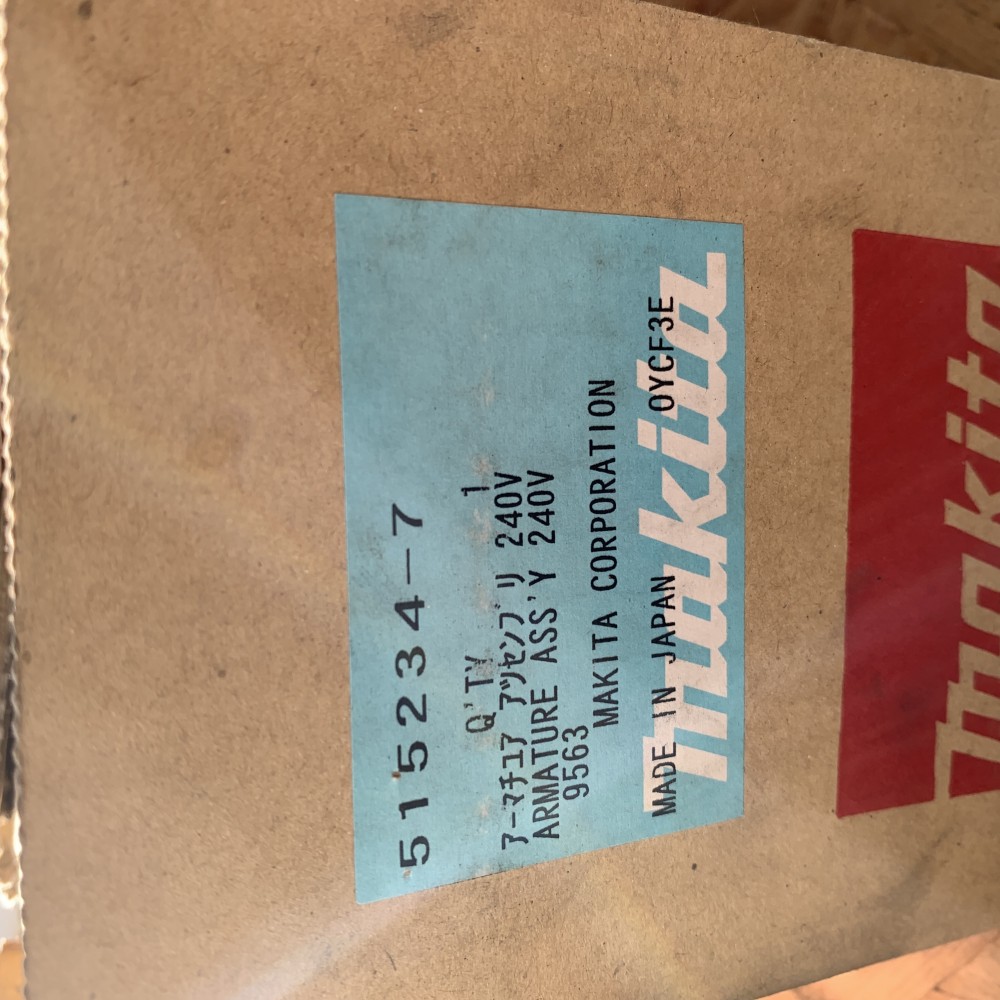 515234-7
Q'TY 1
ｱｰﾏﾁｭｱ ｱｯｾﾝﾌﾞﾘ 240V
ARMATURE ASS'Y 240V
9563
MAKITA CORPORATION
MADE IN JAPAN OYCF3E
makita
makita